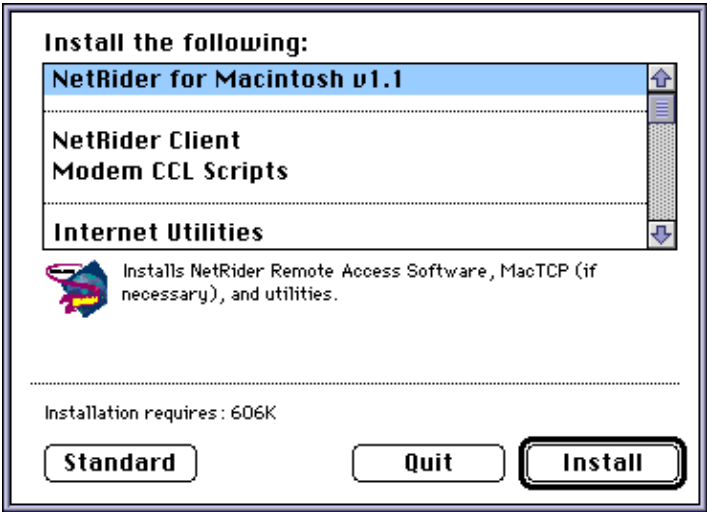 Install the following:
NetRider for Macintosh v1.1
NetRider Client
Modem CCL Scripts
Internet Utilities
Installs NetRider Remote Access Software, MacTCP (if
necessary), and utilities.
Installation requires: 606K
Standard
Quit
Install